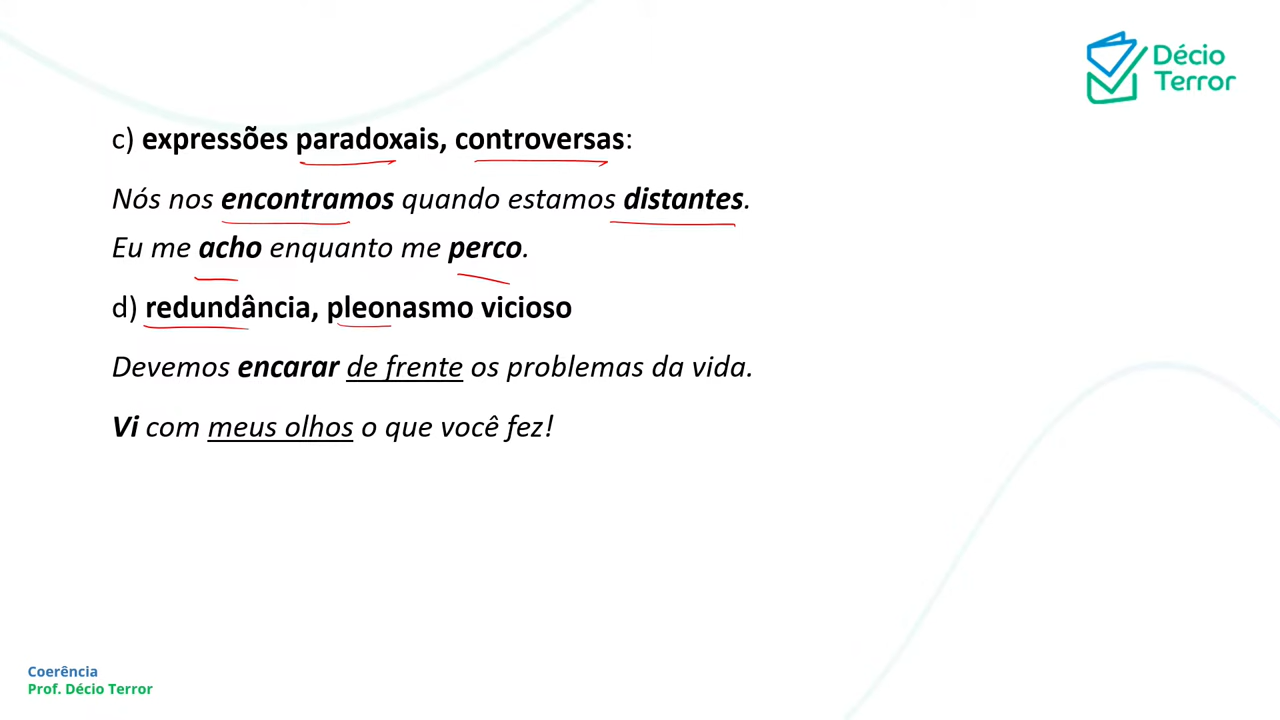 Décio
Terror
c) expressões paradoxais, controversas:
Nós nos encontramos quando estamos distantes.
Eu me acho enquanto me perco.
d) redundância, pleonasmo vicioso
Devemos encarar de frente os problemas da vida.
Vi com meus olhos o que você fez!
Coerência
Prof. Décio Terror